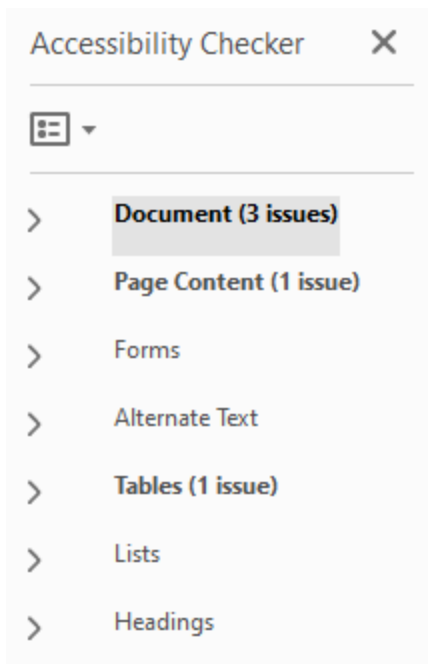 Accessibility Checker
Document (3 issues)
Page Content (1 issue)
Forms
Alternate Text
Tables (1 issue)
Lists
Headings